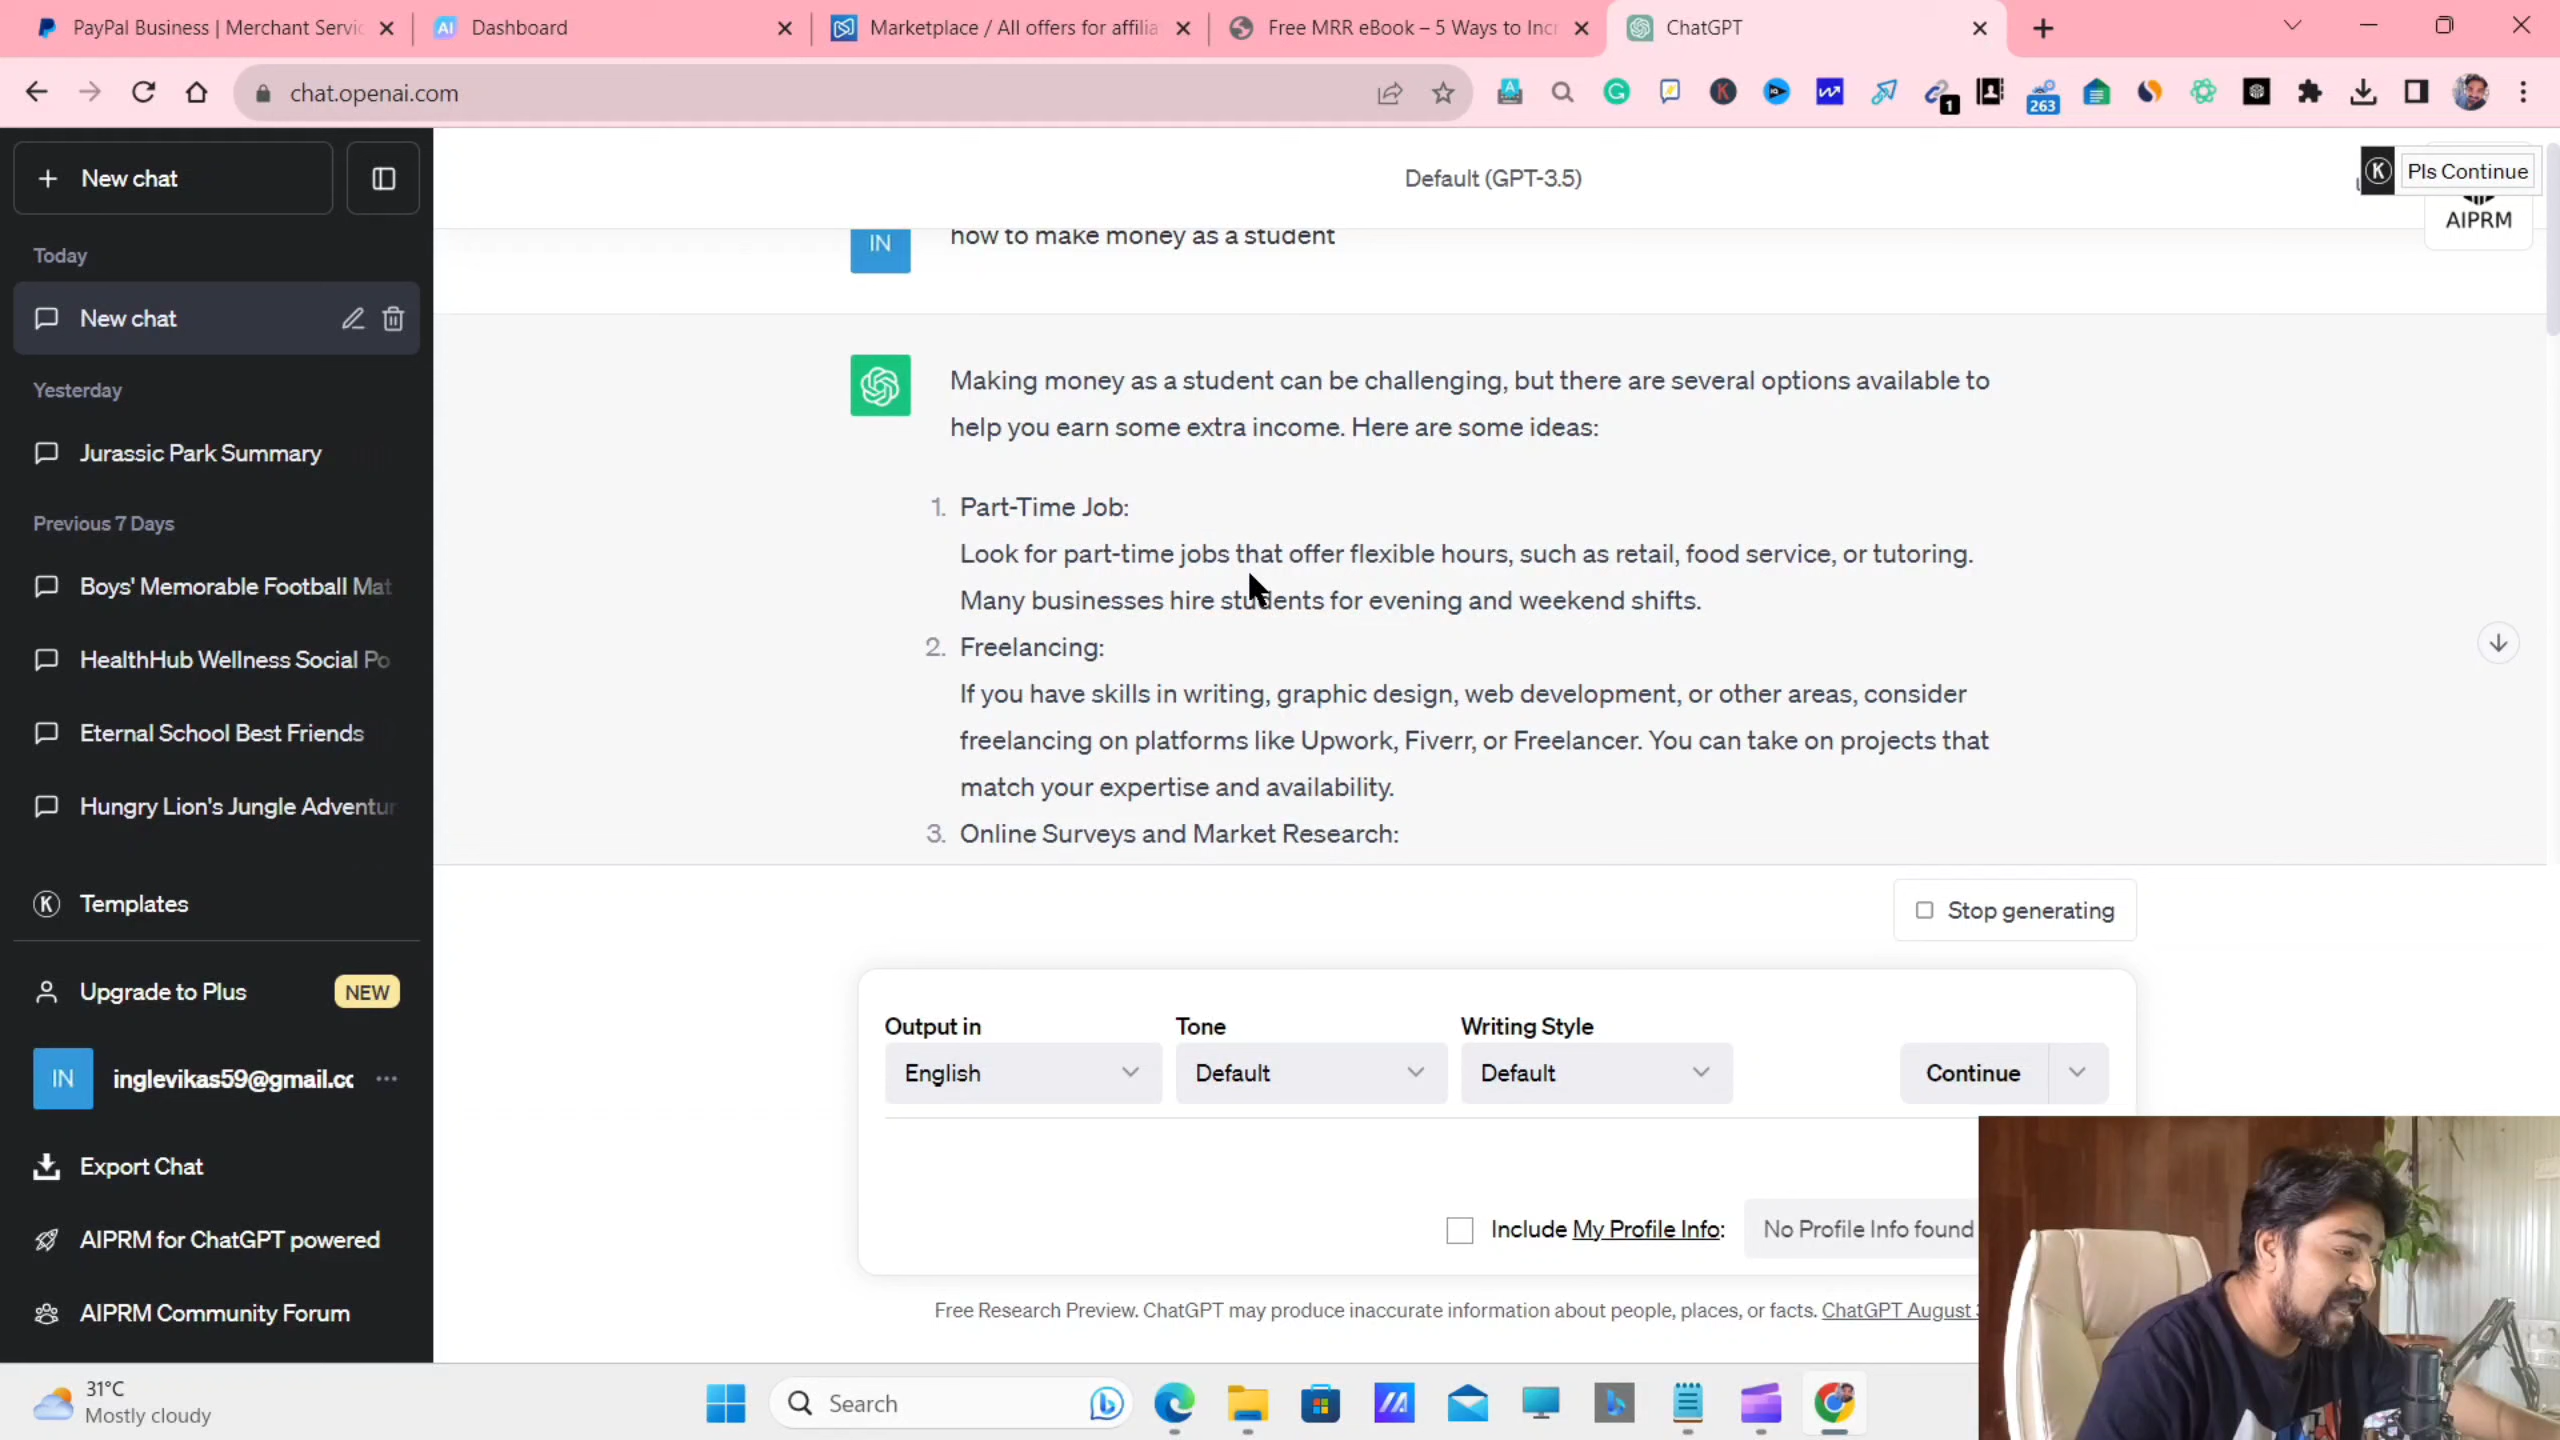 PayPal Business | Merchant Servic
AI Dashboard
Marketplace / All offers for affilia
Free MRR eBook – 5 Ways to Incr
ChatGPT
chat.openai.com
1
263
New chat
Default (GPT-3.5)
K Pls Continue
AIPRM
Today
New chat
Yesterday
Jurassic Park Summary
Previous 7 Days
Boys' Memorable Football Mat
HealthHub Wellness Social Po
Eternal School Best Friends
Hungry Lion's Jungle Adventur
K Templates
Upgrade to Plus NEW
IN inglevikas59@gmail.cc
Export Chat
AIPRM for ChatGPT powered
AIPRM Community Forum
IN how to make money as a student
Making money as a student can be challenging, but there are several options available to
help you earn some extra income. Here are some ideas:
1. Part-Time Job:
Look for part-time jobs that offer flexible hours, such as retail, food service, or tutoring.
Many businesses hire students for evening and weekend shifts.
2. Freelancing:
If you have skills in writing, graphic design, web development, or other areas, consider
freelancing on platforms like Upwork, Fiverr, or Freelancer. You can take on projects that
match your expertise and availability.
3. Online Surveys and Market Research:
Stop generating
Output in Tone Writing Style
English Default Default Continue
Include My Profile Info: No Profile Info found
Free Research Preview. ChatGPT may produce inaccurate information about people, places, or facts. ChatGPT August
31°C
Mostly cloudy
Search